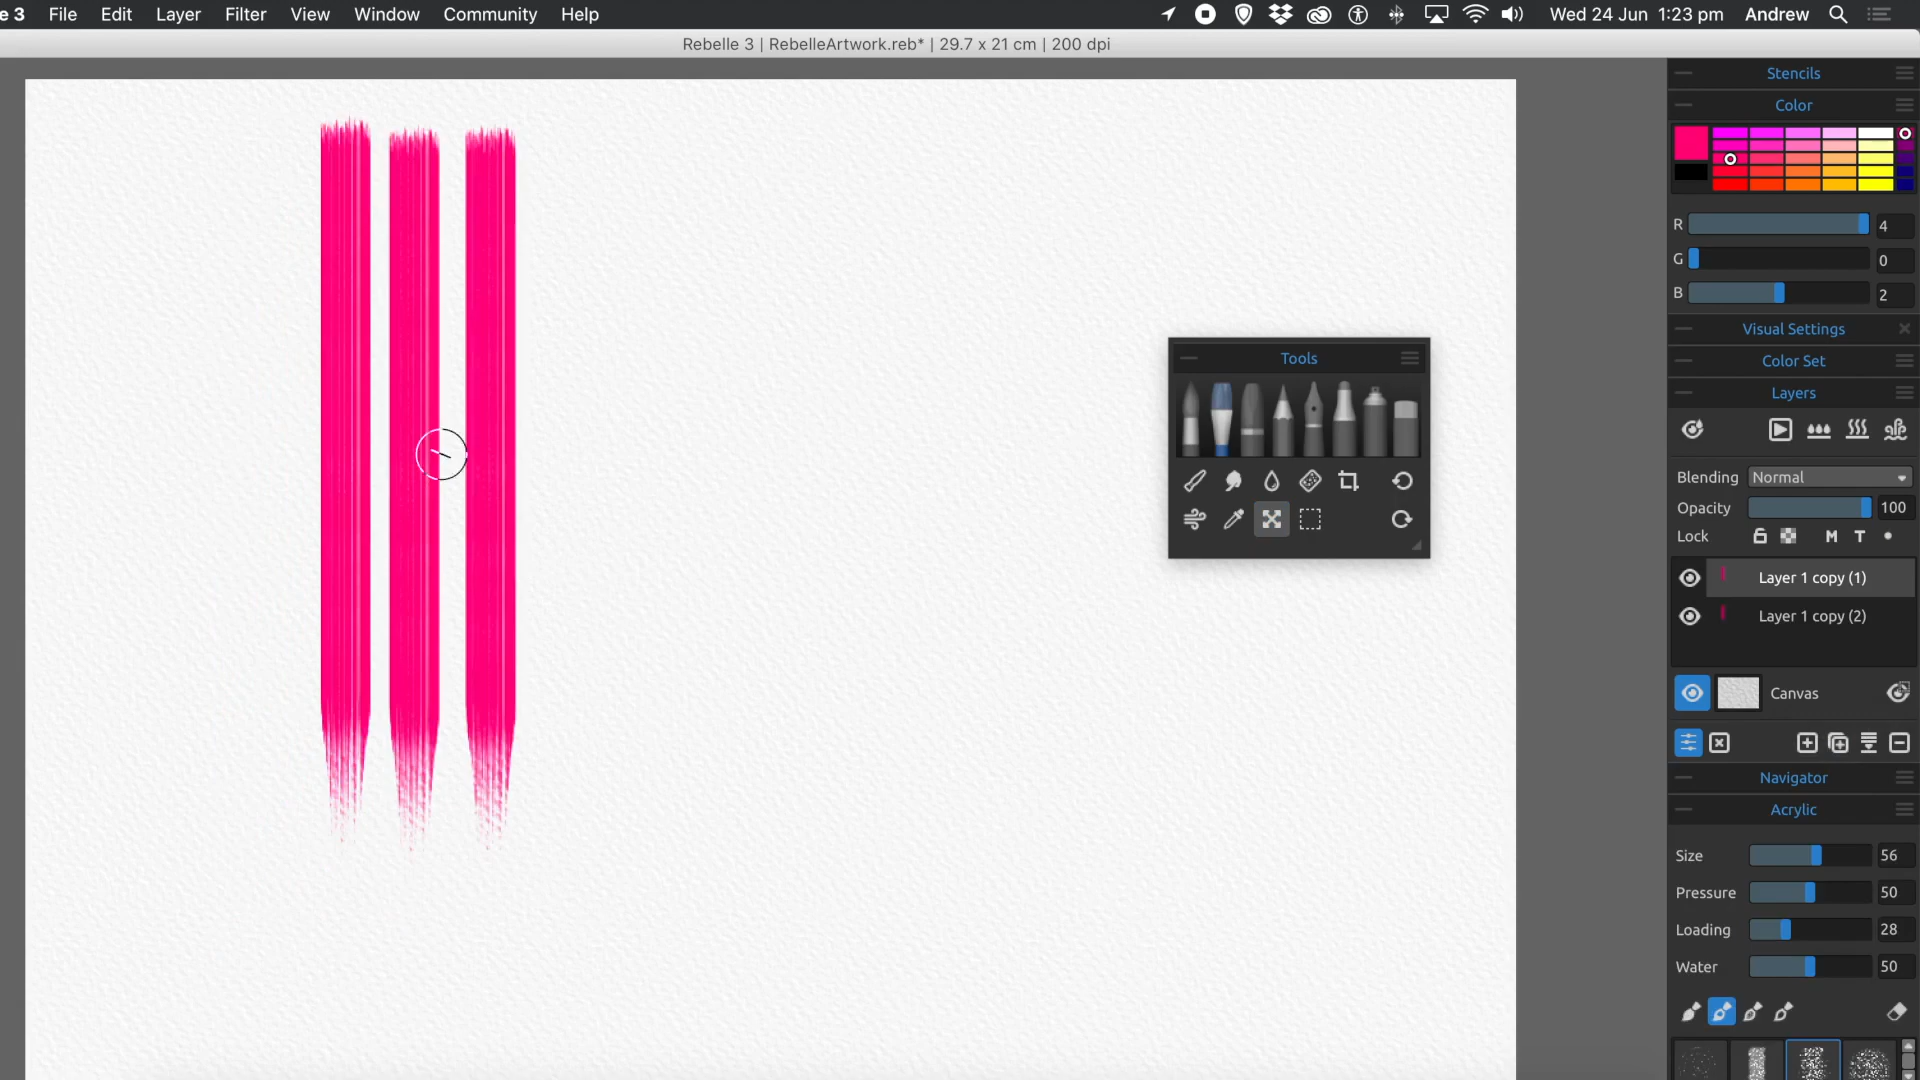 e 3 File Edit Layer Filter View Window Community Help Wed 24 Jun 1:23 pm Andrew
Rebelle 3 | RebelleArtwork.reb* | 29.7 x 21 cm | 200 dpi
Stencils
Color
R 4
G 0
B 2
Visual Settings
Color Set
Layers
Blending Normal
Opacity 100
Lock M T
Layer 1 copy (1)
Layer 1 copy (2)
Canvas
Navigator
Acrylic
Size 56
Pressure 50
Loading 28
Water 50
Tools